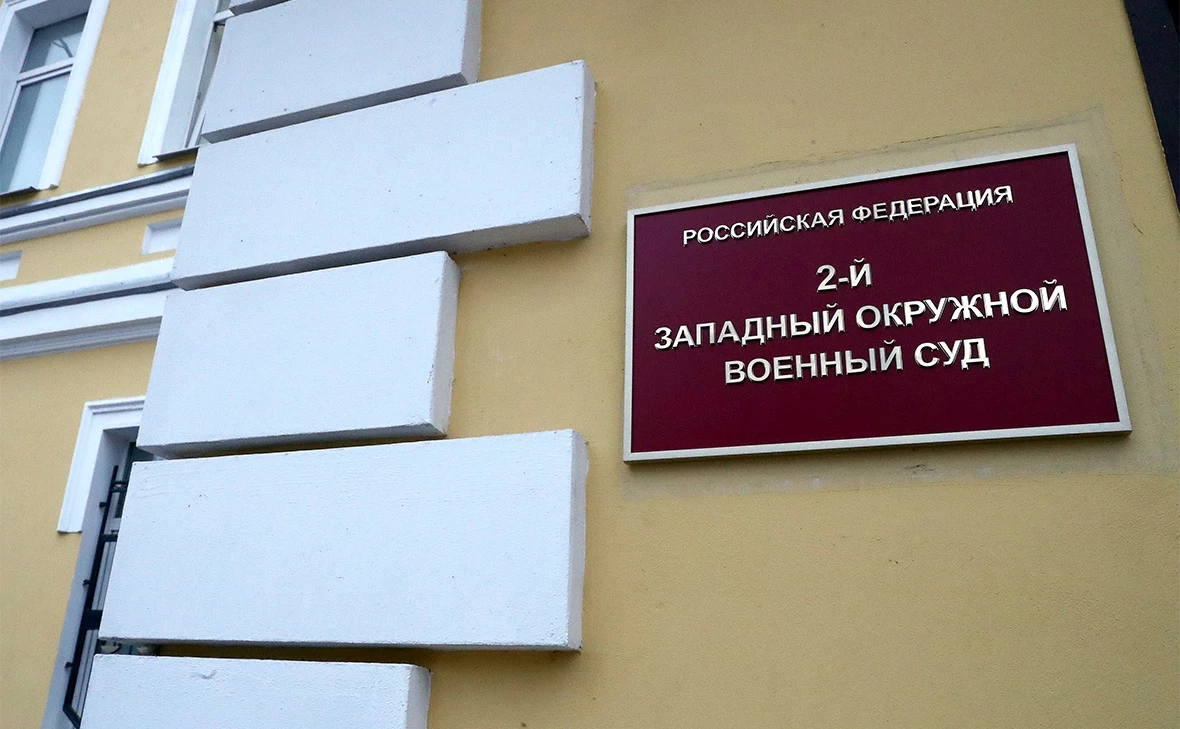 РОССИЙСКАЯ ФЕДЕРАЦИЯ
2-Й
ЗАПАДНЫЙ ОКРУЖНОЙ
ВОЕННЫЙ СУД